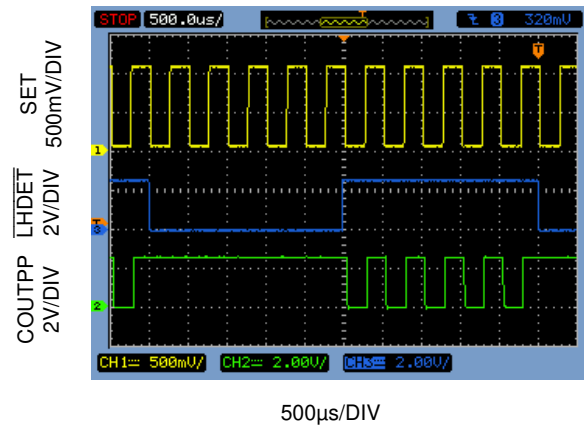 STOP 500.0us/ T 3 320mV
T
SET
500mV/DIV
1
LHDET
2V/DIV
T
3
COUTPP
2V/DIV
2
CH1 500mV/ CH2 2.00V/ CH3 2.00V/
500µs/DIV